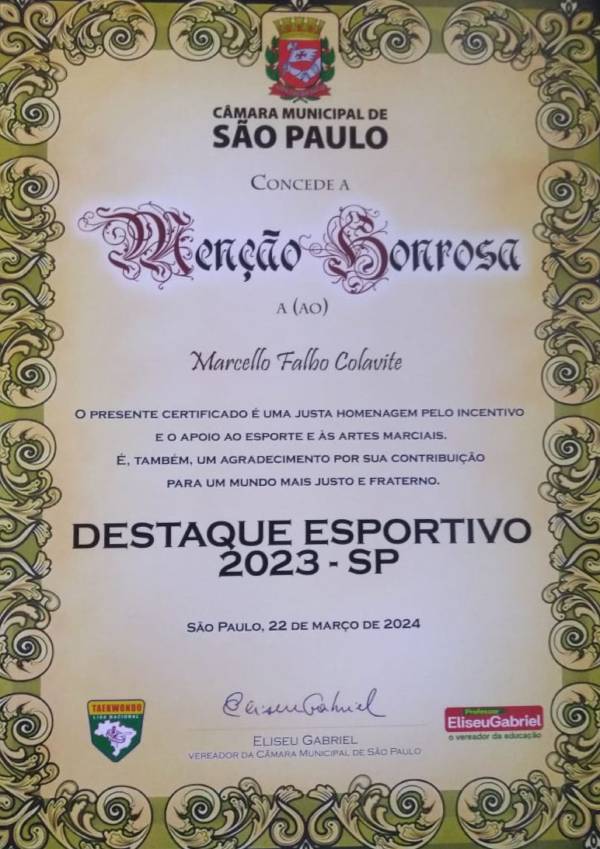 CÂMARA MUNICIPAL DE
SÃO PAULO
CONCEDE A
Menção Honrosa
A (AO)
Marcello Falbo Colavite
O PRESENTE CERTIFICADO É UMA JUSTA HOMENAGEM PELO INCENTIVO
E O APOIO AO ESPORTE E ÀS ARTES MARCIAIS.
É, TAMBÉM, UM AGRADECIMENTO POR SUA CONTRIBUIÇÃO
PARA UM MUNDO MAIS JUSTO E FRATERNO.
DESTAQUE ESPORTIVO
2023 - SP
SÃO PAULO, 22 DE MARÇO DE 2024
Eliseu Gabriel
TAEKWONDO
LIGA NACIONAL
ELISEU GABRIEL
VEREADOR DA CÂMARA MUNICIPAL DE SÃO PAULO
Professor
EliseuGabriel
o vereador da educação